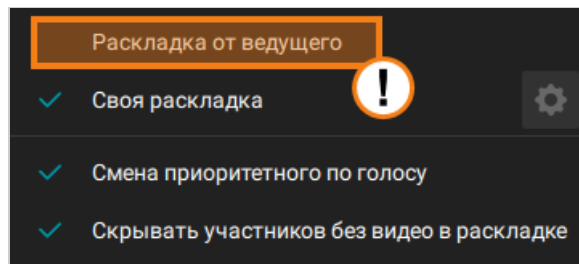 Раскладка от ведущего
!
Своя раскладка
Смена приоритетного по голосу
Скрывать участников без видео в раскладке